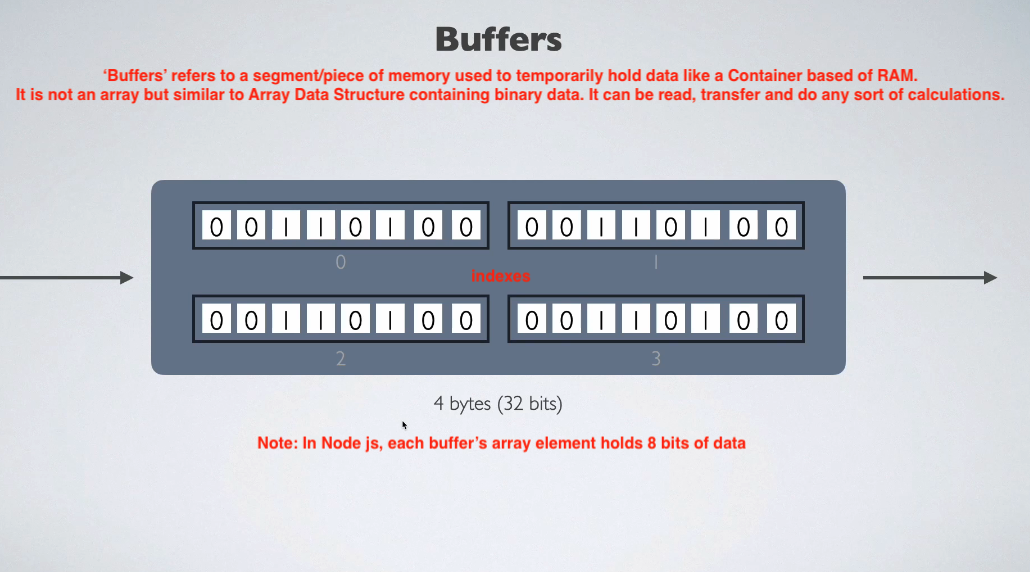 Buffers
‘Buffers’ refers to a segment/piece of memory used to temporarily hold data like a Container based of RAM.
It is not an array but similar to Array Data Structure containing binary data. It can be read, transfer and do any sort of calculations.
0 0 1 1 0 1 0 0 0 0 1 1 0 1 0 0
0 1
indexes
0 0 1 1 0 1 0 0 0 0 1 1 0 1 0 0
2 3
4 bytes (32 bits)
Note: In Node js, each buffer’s array element holds 8 bits of data